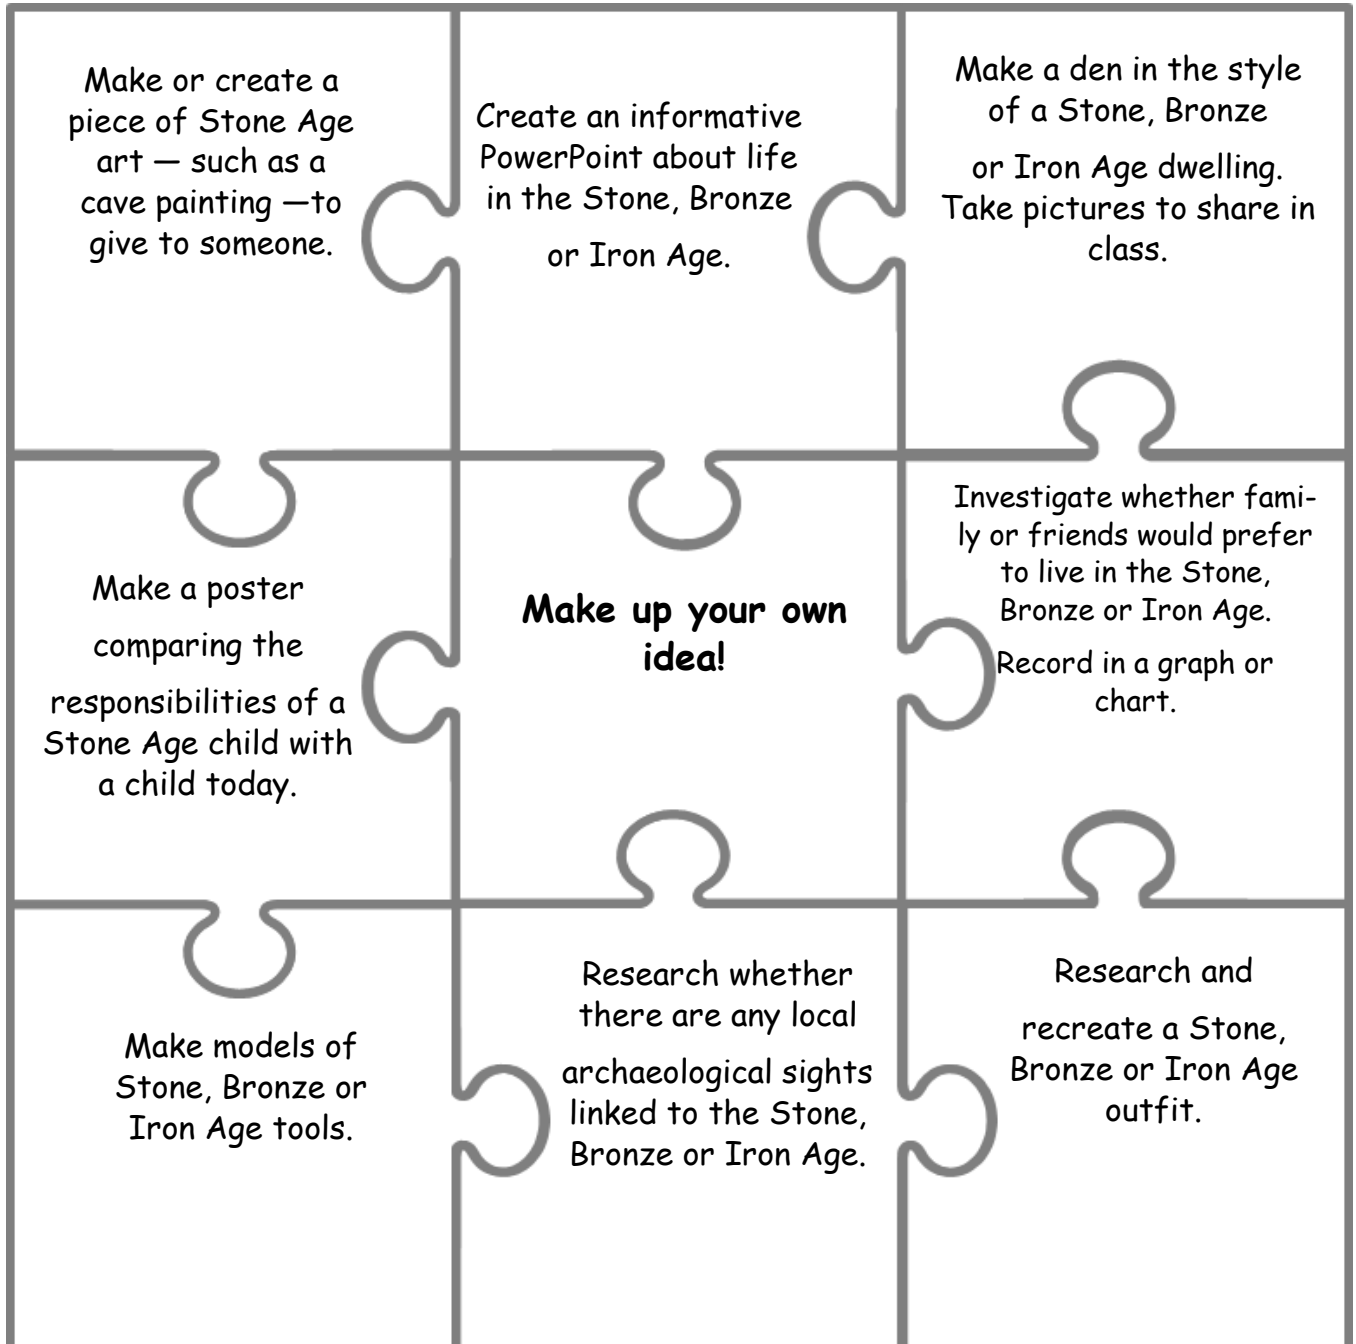 Make or create a
piece of Stone Age
art — such as a
cave painting —to
give to someone.
Create an informative
PowerPoint about life
in the Stone, Bronze
or Iron Age.
Make a den in the style
of a Stone, Bronze
or Iron Age dwelling.
Take pictures to share in
class.
Make a poster
comparing the
responsibilities of a
Stone Age child with
a child today.
Make up your own
idea!
Investigate whether fami-
ly or friends would prefer
to live in the Stone,
Bronze or Iron Age.
Record in a graph or
chart.
Make models of
Stone, Bronze or
Iron Age tools.
Research whether
there are any local
archaeological sights
linked to the Stone,
Bronze or Iron Age.
Research and
recreate a Stone,
Bronze or Iron Age
outfit.